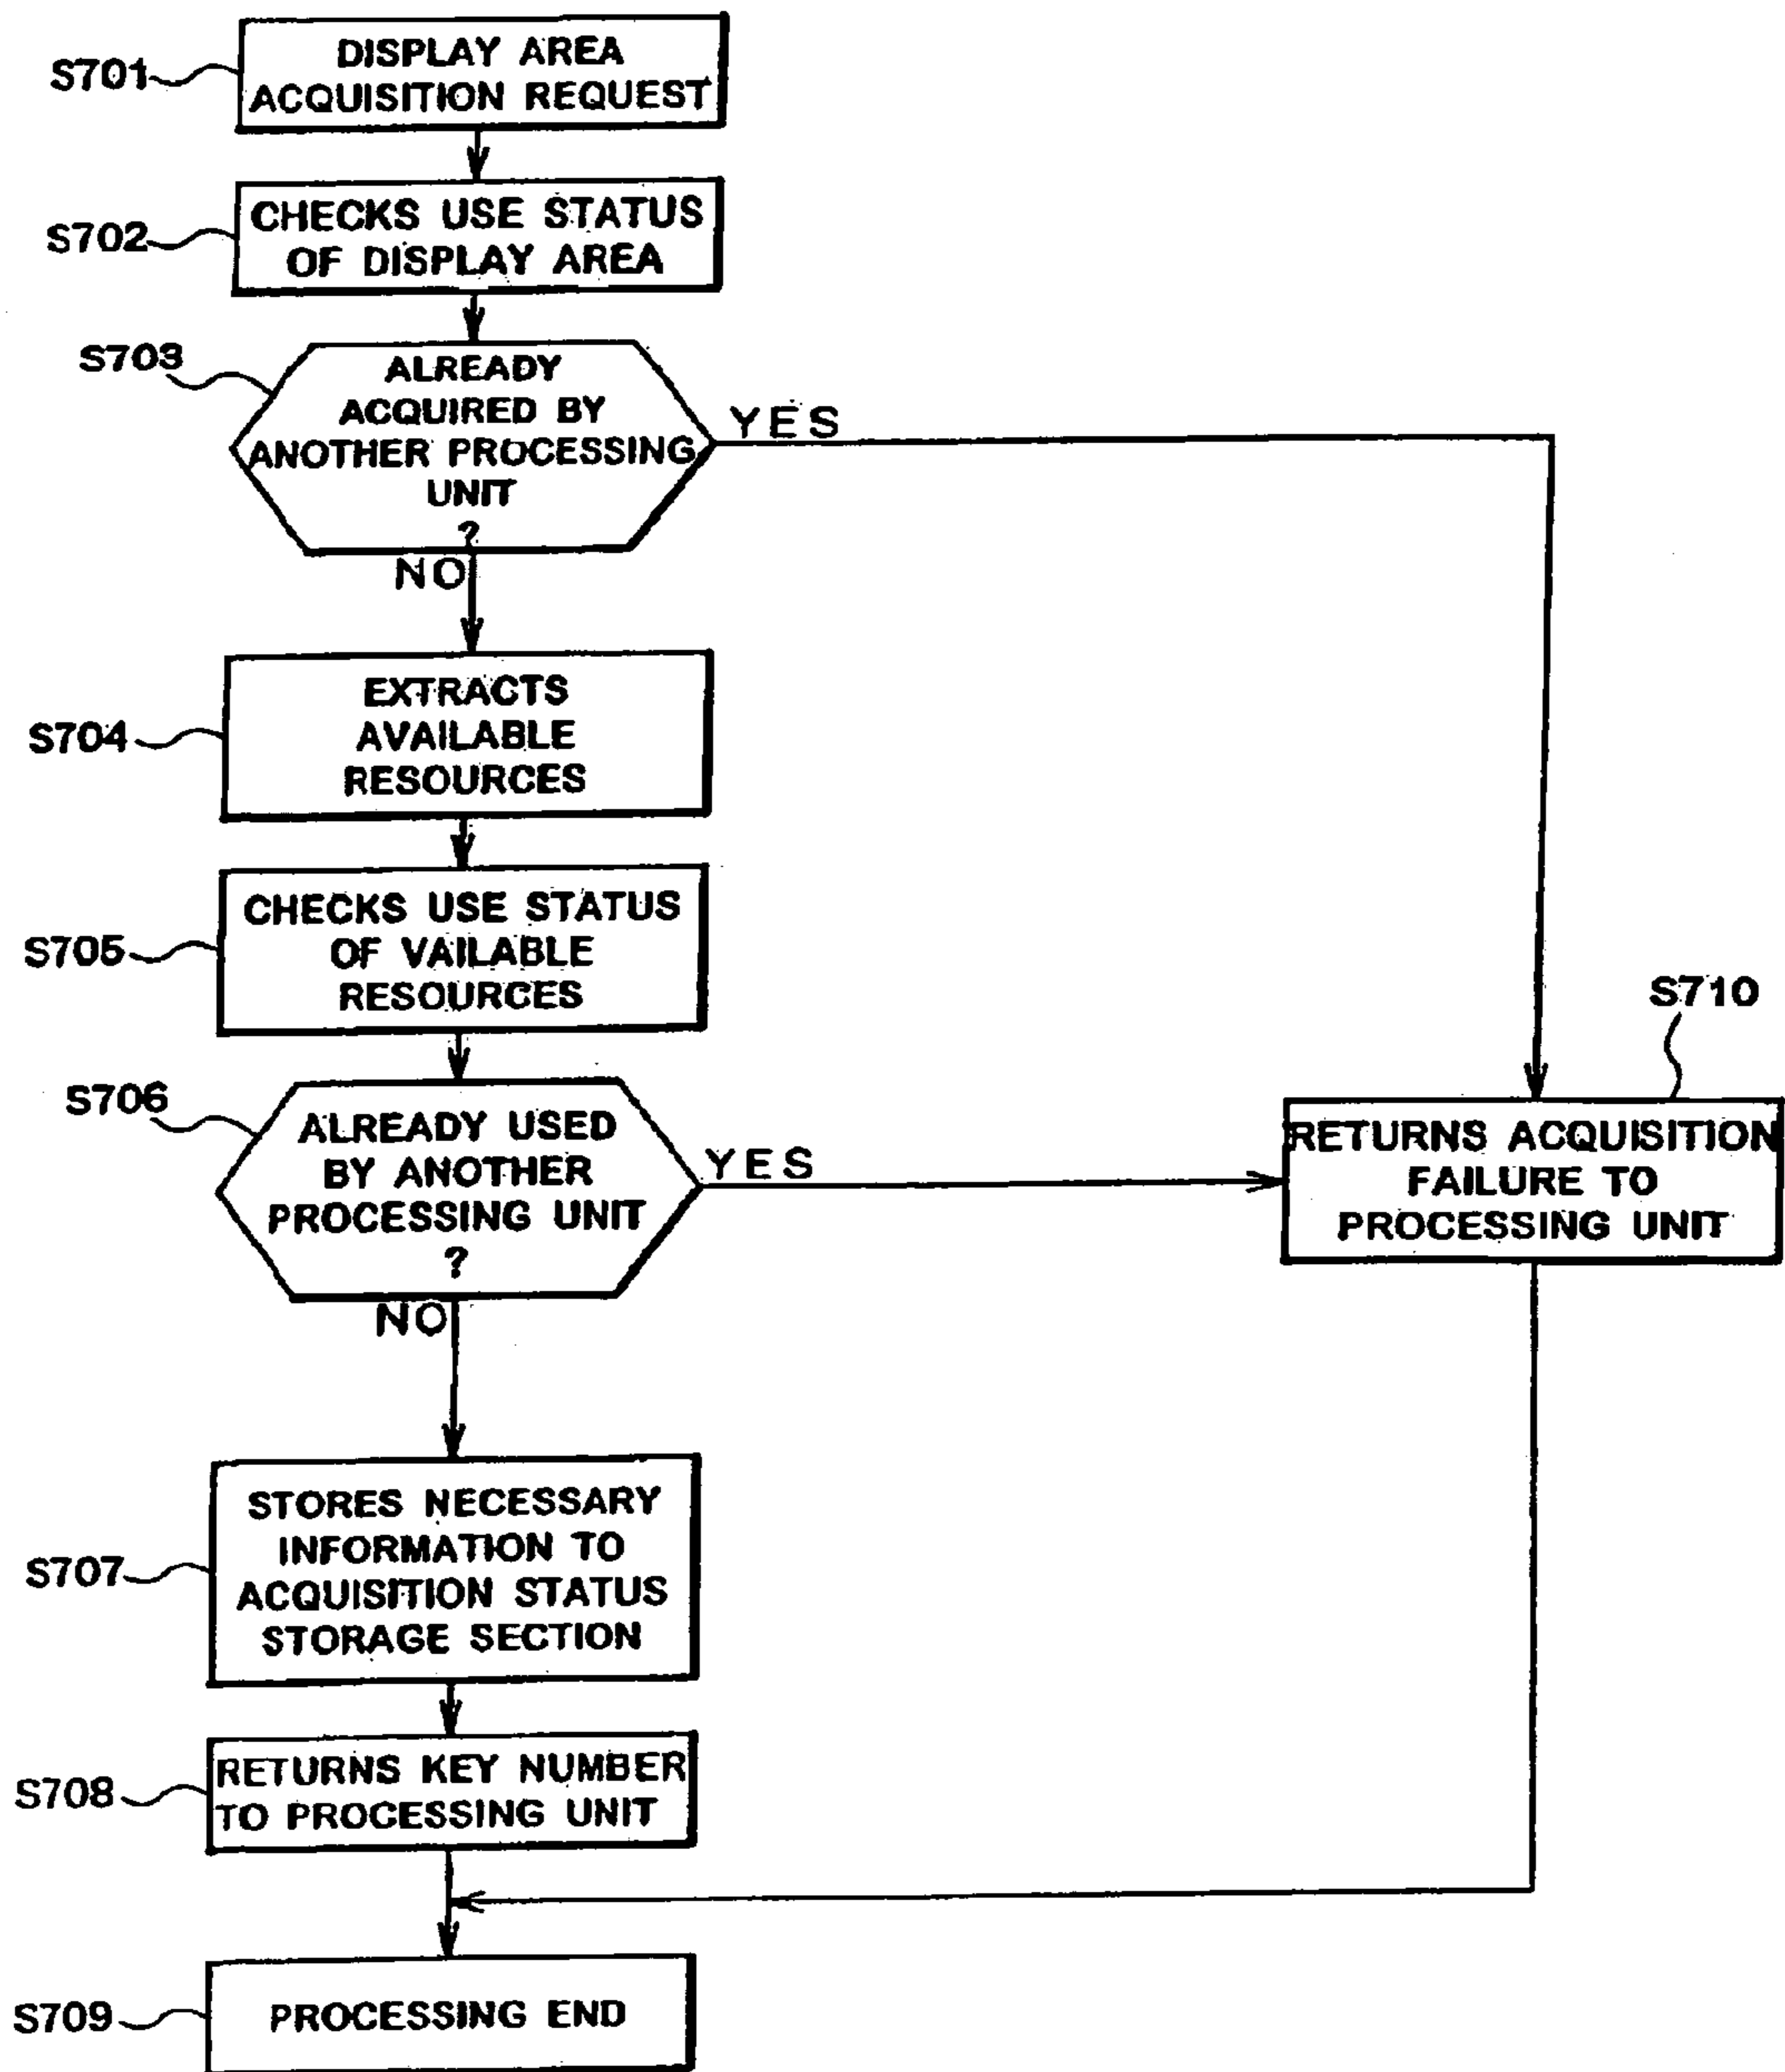 S701
DISPLAY AREA
ACQUISITION REQUEST
S702
CHECKS USE STATUS
OF DISPLAY AREA
S703
ALREADY
ACQUIRED BY
ANOTHER PROCESSING
UNIT
?
YES
NO
S704
EXTRACTS
AVAILABLE
RESOURCES
S705
CHECKS USE STATUS
OF VAILABLE
RESOURCES
S706
ALREADY USED
BY ANOTHER
PROCESSING UNIT
?
YES
NO
S710
RETURNS ACQUISITION
FAILURE TO
PROCESSING UNIT
S707
STORES NECESSARY
INFORMATION TO
ACQUISITION STATUS
STORAGE SECTION
S708
RETURNS KEY NUMBER
TO PROCESSING UNIT
S709
PROCESSING END